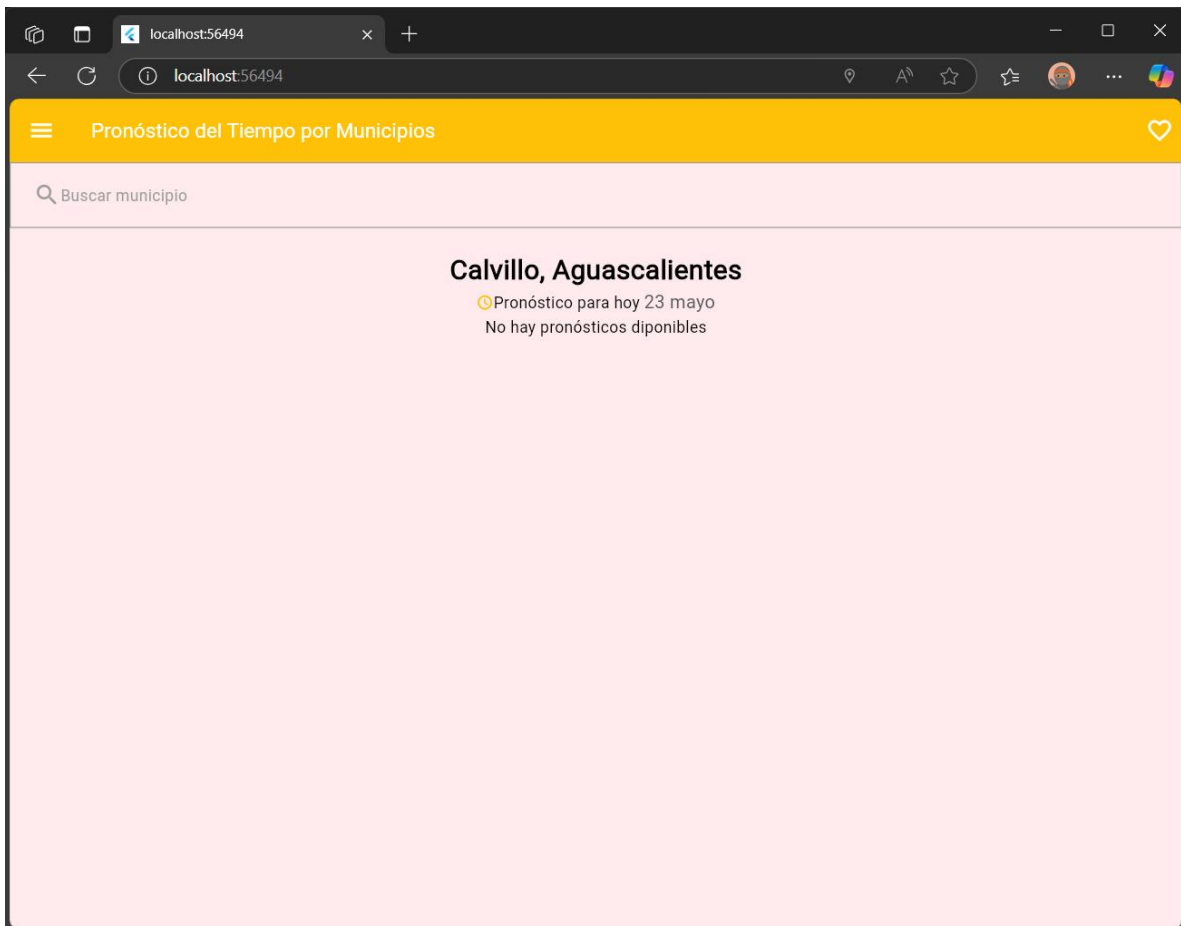 localhost:56494
localhost:56494
Pronóstico del Tiempo por Municipios
Buscar municipio
Calvillo, Aguascalientes
Pronóstico para hoy 23 mayo
No hay pronósticos diponibles